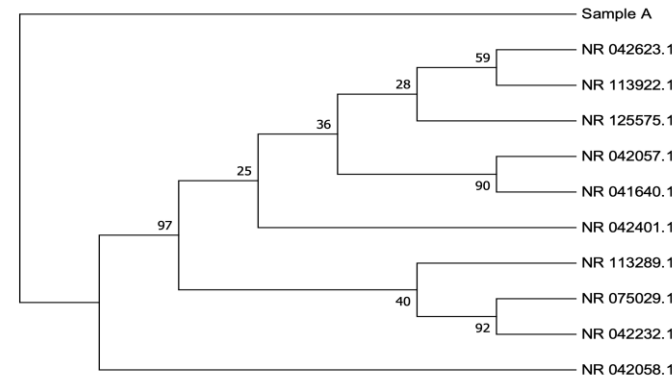 Sample A
NR 042623.1
59
NR 113922.1
28
NR 125575.1
36
NR 042057.1
25
90
NR 041640.1
97
NR 042401.1
NR 113289.1
40
NR 075029.1
92
NR 042232.1
NR 042058.1